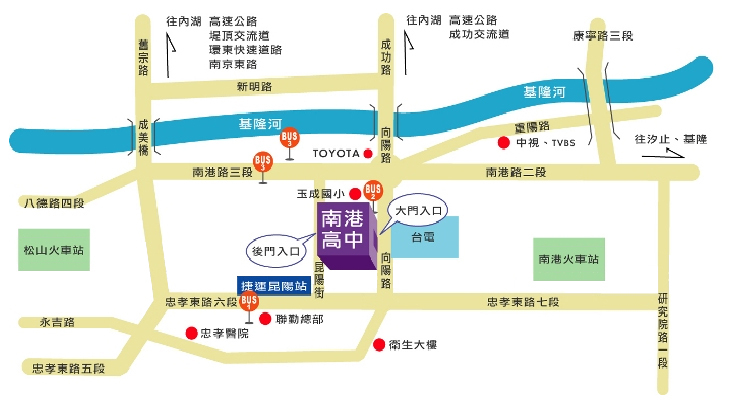 往內湖 高速公路
堤頂交流道
環東快速道路
南京東路
往內湖 高速公路
成功交流道
康寧路三段
舊宗路
成功路
新明路
基隆河
基隆河
成美橋
向陽路
重陽路
中視、TVBS
往汐止、基隆
BUS
3
BUS
3
TOYOTA
南港路三段
南港路二段
玉成國小
BUS
2
大門入口
八德路四段
南港
高中
台電
松山火車站
後門入口
昆陽街
向陽路
南港火車站
捷運昆陽站
忠孝東路六段
BUS
1
忠孝東路七段
研究院路一段
永吉路
聯勤總部
忠孝醫院
衛生大樓
忠孝東路五段